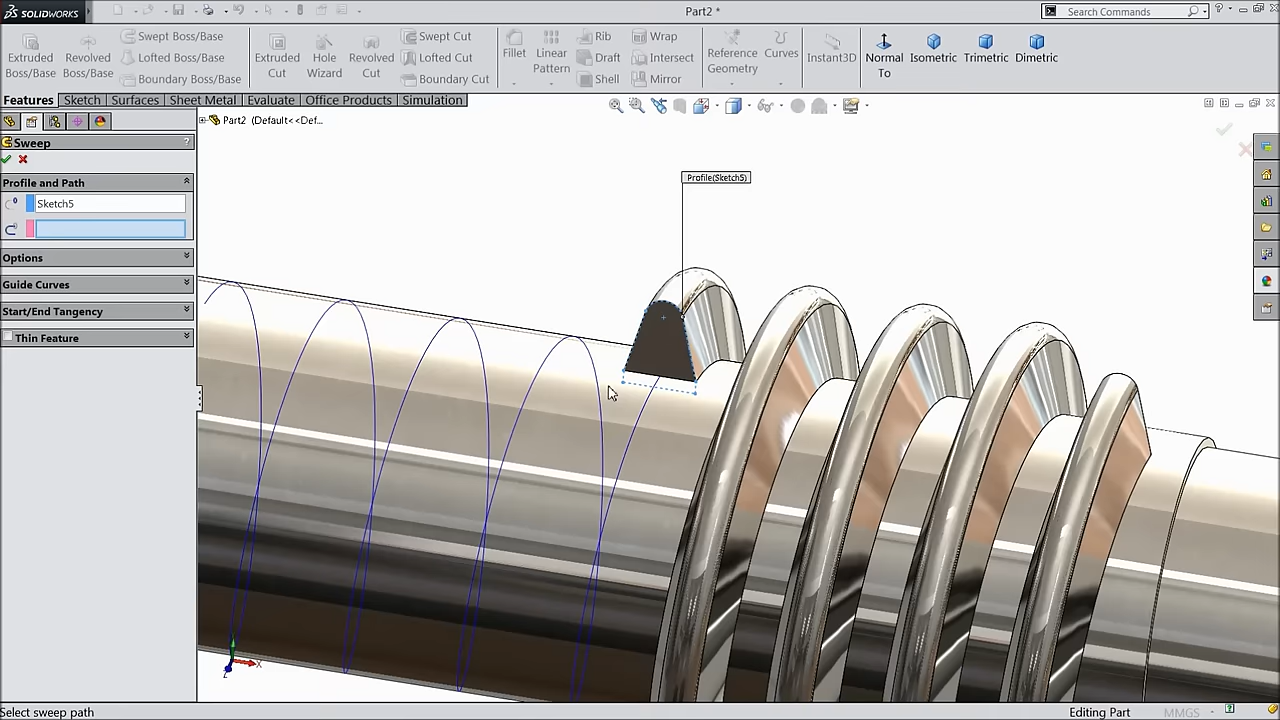 SOLIDWORKS
Part2 *
Search Commands
?
Extruded Boss/Base
Revolved Boss/Base
Swept Boss/Base
Lofted Boss/Base
Boundary Boss/Base
Extruded Cut
Hole Wizard
Revolved Cut
Swept Cut
Lofted Cut
Boundary Cut
Fillet
Linear Pattern
Rib
Draft
Shell
Wrap
Intersect
Mirror
Reference Geometry
Curves
Instant3D
Normal To
Isometric
Trimetric
Dimetric
Features Sketch Surfaces Sheet Metal Evaluate Office Products Simulation
Part2 (Default<<Def...
Sweep ?
Profile and Path
Sketch5
Options
Guide Curves
Start/End Tangency
Thin Feature
Profile(Sketch5)
X
Z
Select sweep path
Editing Part
MMGS